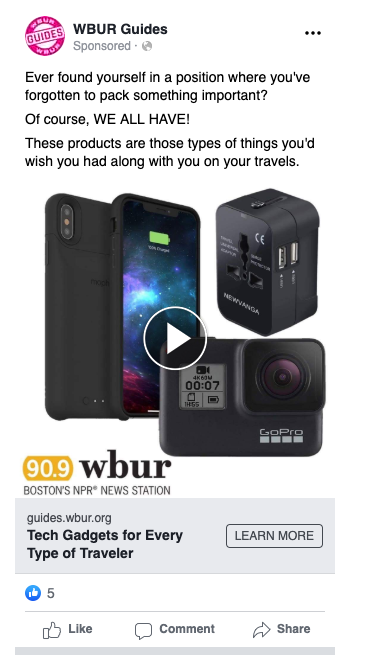 WBUR
GUIDES
WBUR
WBUR Guides
Sponsored ·
Ever found yourself in a position where you've
forgotten to pack something important?
Of course, WE ALL HAVE!
These products are those types of things you'd
wish you had along with you on your travels.
NEWVANGA
00:07
GoPro
90.9 wbur
BOSTON'S NPR® NEWS STATION
guides.wbur.org
Tech Gadgets for Every
Type of Traveler
LEARN MORE
5
Like
Comment
Share